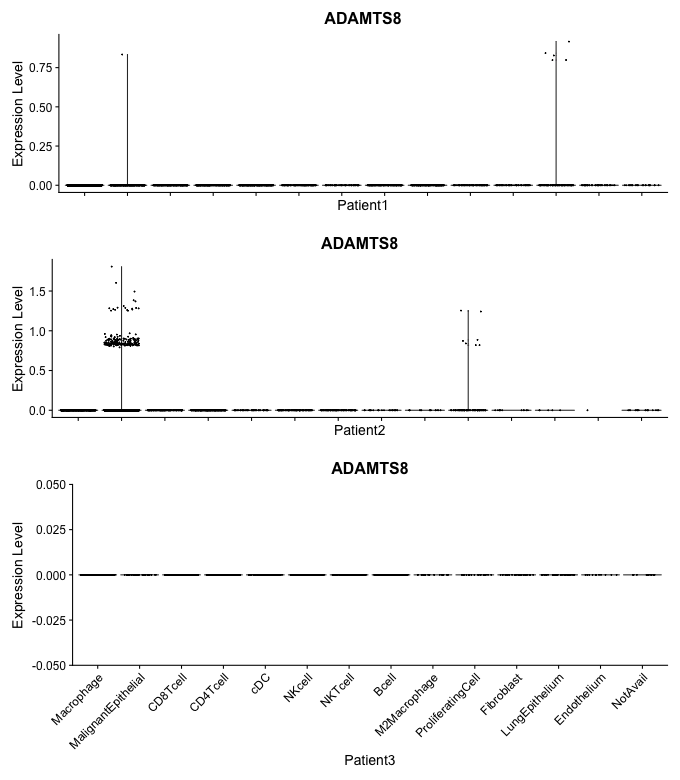 ADAMTS8
Expression Level
0.75
0.50
0.25
0.00
Patient1
ADAMTS8
Expression Level
1.5
1.0
0.5
0.0
Patient2
ADAMTS8
Expression Level
0.050
0.025
0.000
-0.025
-0.050
Macrophage
MalignantEpithelial
CD8Tcell
CD4Tcell
cDC
NKcell
NKTcell
Bcell
M2Macrophage
ProliferatingCell
Fibroblast
LungEpithelium
Endothelium
NotAvail
Patient3